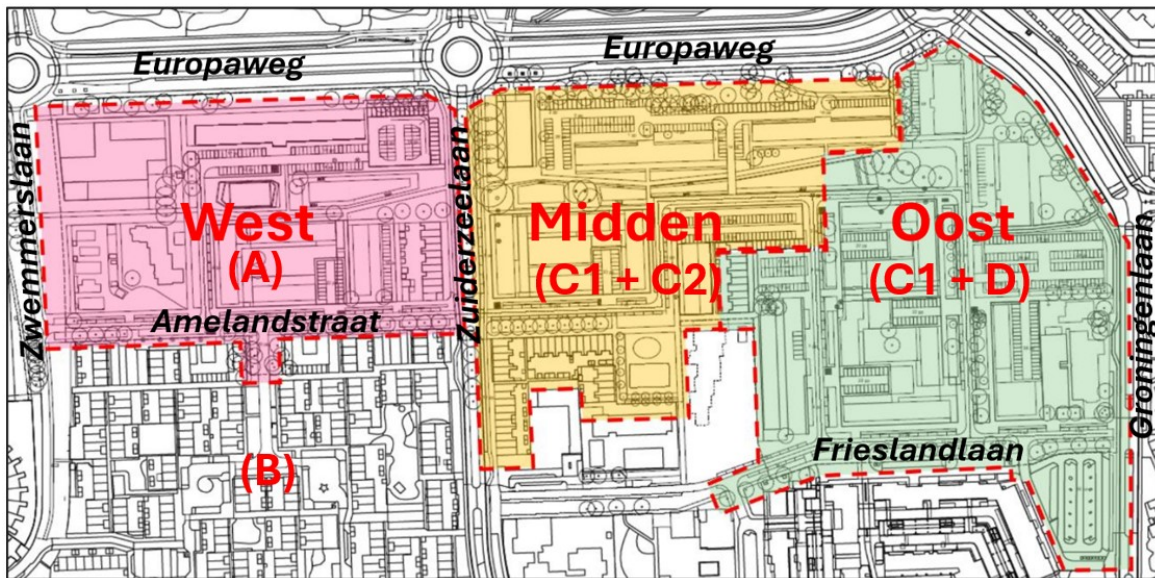 Europaweg
Europaweg
Zwemmerslaan
West
(A)
Amelandstraat
(B)
Zuiderzeelaan
Midden
(C1 + C2)
Oost
(C1 + D)
Frieslandlaan
Groningenlaan